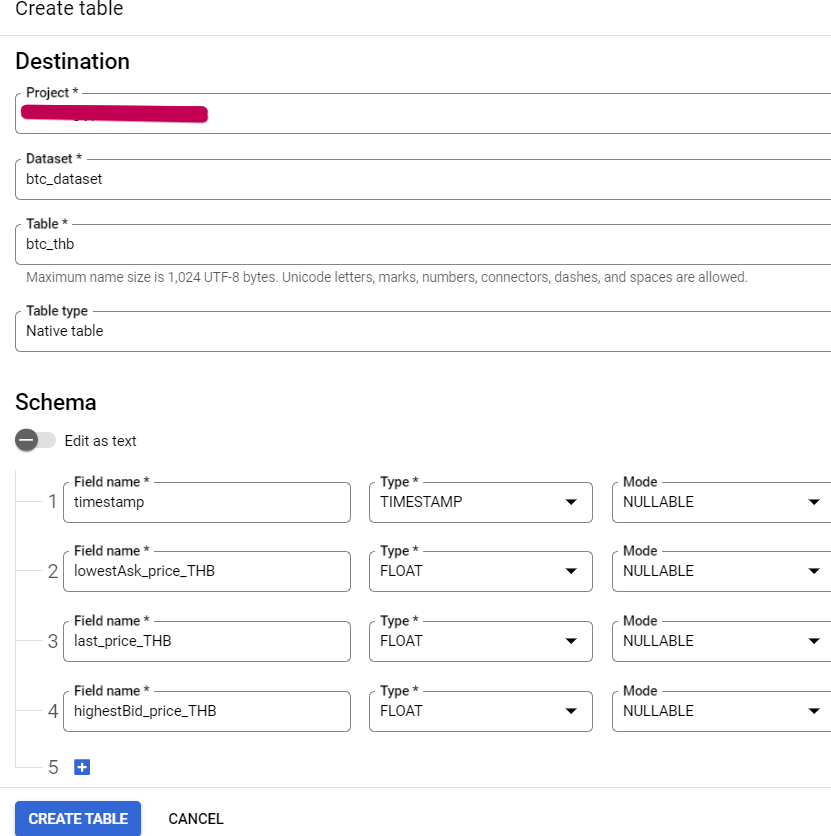 Create table
Destination
Project *
Dataset *
btc_dataset
Table *
btc_thb
Maximum name size is 1,024 UTF-8 bytes. Unicode letters, marks, numbers, connectors, dashes, and spaces are allowed.
Table type
Native table
Schema
Edit as text
Field name * Type * Mode
1 timestamp TIMESTAMP NULLABLE
Field name * Type * Mode
2 lowestAsk_price_THB FLOAT NULLABLE
Field name * Type * Mode
3 last_price_THB FLOAT NULLABLE
Field name * Type * Mode
4 highestBid_price_THB FLOAT NULLABLE
5
CREATE TABLE CANCEL